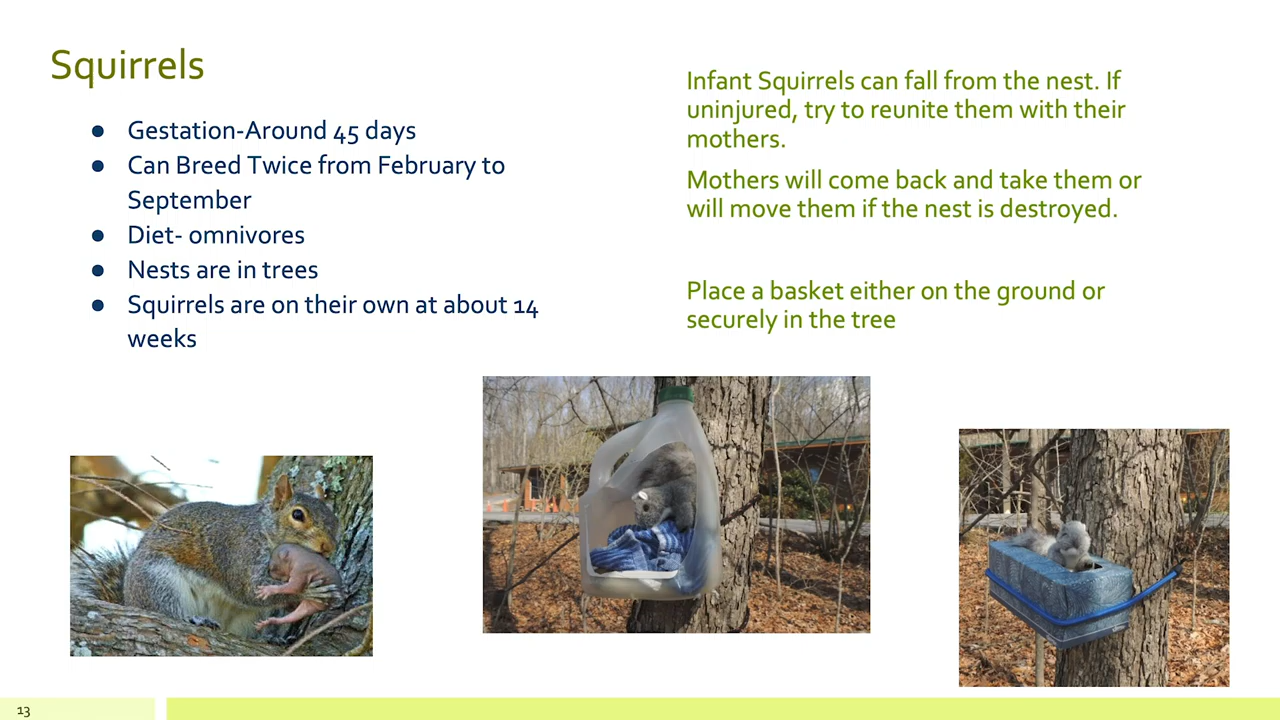 Squirrels
● Gestation-Around 45 days
● Can Breed Twice from February to
September
● Diet- omnivores
● Nests are in trees
● Squirrels are on their own at about 14
weeks
Infant Squirrels can fall from the nest. If
uninjured, try to reunite them with their
mothers.
Mothers will come back and take them or
will move them if the nest is destroyed.
Place a basket either on the ground or
securely in the tree
13